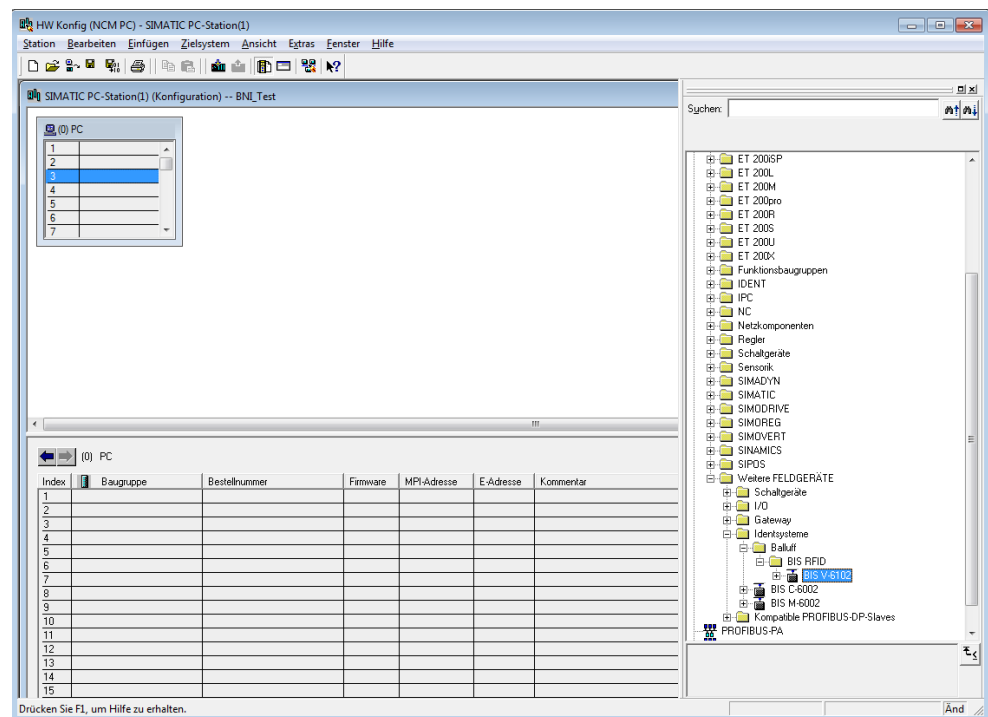 HW Konfig (NCM PC) - SIMATIC PC-Station(1)
Station Bearbeiten Einfügen Zielsystem Ansicht Extras Fenster Hilfe
SIMATIC PC-Station(1) (Konfiguration) -- BNI_Test
(0) PC
1
2
3
4
5
6
7
(0) PC
Index Baugruppe Bestellnummer Firmware MPI-Adresse E-Adresse Kommentar
1
2
3
4
5
6
7
8
9
10
11
12
13
14
15
Suchen:
ET 200iSP
ET 200L
ET 200M
ET 200pro
ET 200R
ET 200S
ET 200U
ET 200X
Funktionsbaugruppen
IDENT
IPC
NC
Netzkomponenten
Regler
Schaltgeräte
Sensorik
SIMADYN
SIMATIC
SIMODRIVE
SIMOREG
SIMOVERT
SINAMICS
SIPOS
Weitere FELDGERÄTE
Schaltgeräte
I/O
Gateway
Identsysteme
Balluff
BIS RFID
BIS V-6102
BIS C-6002
BIS M-6002
Kompatible PROFIBUS-DP-Slaves
PROFIBUS-PA
Drücken Sie F1, um Hilfe zu erhalten.
Änd